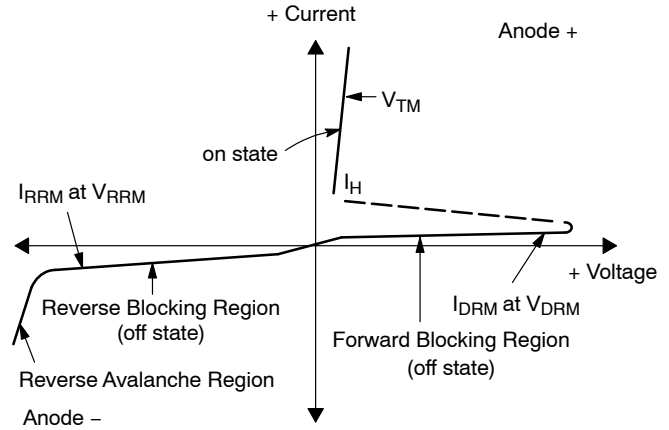 + Current
Anode +
V_TM
on state
I_H
I_RRM at V_RRM
+ Voltage
I_DRM at V_DRM
Reverse Blocking Region
(off state)
Forward Blocking Region
(off state)
Reverse Avalanche Region
Anode −